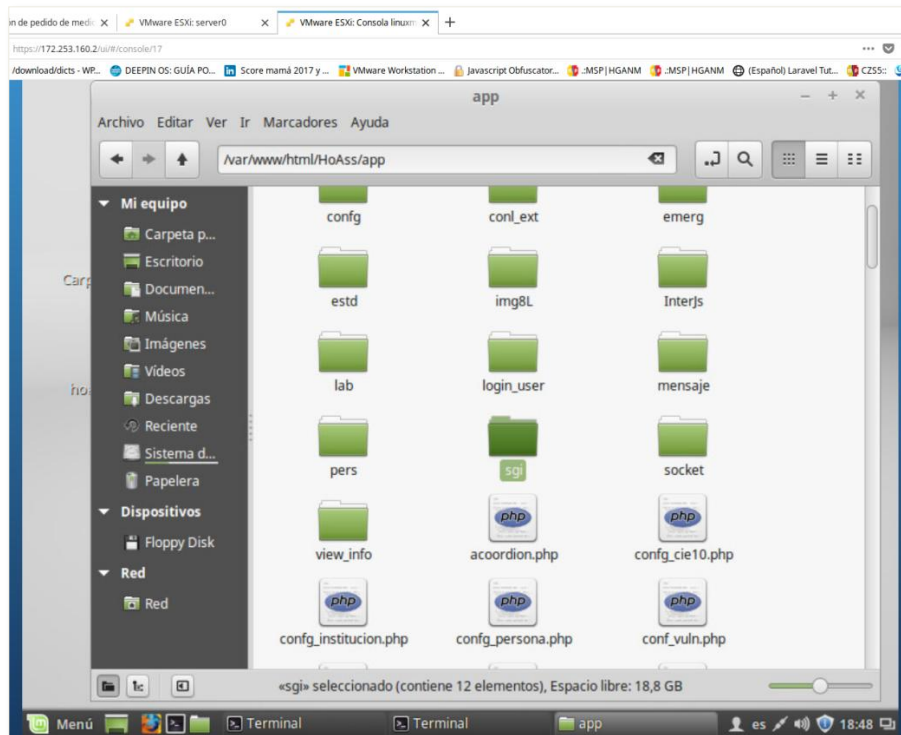 n de pedido de medic X VMware ESXi: server0 X VMware ESXi: Consola linuxm X +
https://172.253.160.2/ui/#/console/17 ...
/download/dicts - WP... DEEPIN OS: GUÍA PO... Score mamá 2017 y ... VMware Workstation ... Javascript Obfuscator... .:MSP|HGANM .:MSP|HGANM (Español) Laravel Tut... CZS5::
app
Archivo Editar Ver Ir Marcadores Ayuda
/var/www/html/HoAss/app
Mi equipo
Carpeta p...
Escritorio
Documen...
Música
Imágenes
Vídeos
Descargas
Reciente
Sistema d...
Papelera
Dispositivos
Floppy Disk
Red
Red
Carp
ho
confg conl_ext emerg
estd img8L InterJs
lab login_user mensaje
pers sgi socket
view_info acoordion.php confg_cie10.php
confg_institucion.php confg_persona.php conf_vuln.php
«sgi» seleccionado (contiene 12 elementos), Espacio libre: 18,8 GB
Menú Terminal Terminal app es 18:48